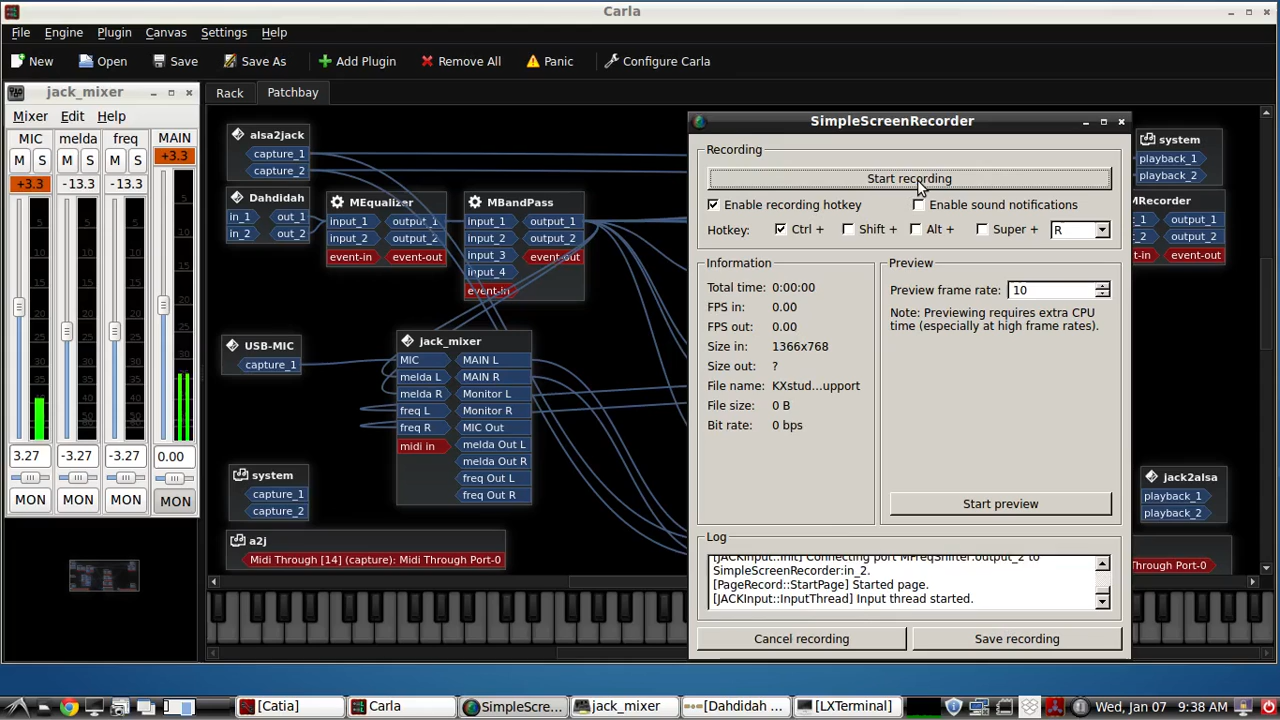 Carla
File Engine Plugin Canvas Settings Help
New Open Save Save As Add Plugin Remove All Panic Configure Carla
jack_mixer
Mixer Edit Help
MIC melda freq MAIN
M S M S M S +3.3
+3.3 -13.3 -13.3
3.27 -3.27 -3.27 0.00
MON MON MON MON
Rack Patchbay
alsa2jack
capture_1
capture_2
Dahdidah
in_1 out_1
in_2 out_2
MEqualizer
input_1 output_1
input_2 output_2
event-in event-out
MBandPass
input_1 output_1
input_2 output_2
input_3 event-out
input_4
event-in
USB-MIC
capture_1
jack_mixer
MIC MAIN L
melda L MAIN R
melda R Monitor L
freq L Monitor R
freq R MIC Out
midi in melda Out L
melda Out R
freq Out L
freq Out R
system
capture_1
capture_2
a2j
Midi Through [14] (capture): Midi Through Port-0
SimpleScreenRecorder
Recording
Start recording
Enable recording hotkey Enable sound notifications
Hotkey: Ctrl + Shift + Alt + Super + R
Information
Total time: 0:00:00
FPS in: 0.00
FPS out: 0.00
Size in: 1366x768
Size out: ?
File name: KXstud...upport
File size: 0 B
Bit rate: 0 bps
Preview
Preview frame rate: 10
Note: Previewing requires extra CPU
time (especially at high frame rates).
Start preview
Log
[JACKInput::Init] Connecting port MFreqShifter:output_2 to
SimpleScreenRecorder:in_2.
[PageRecord::StartPage] Started page.
[JACKInput::InputThread] Input thread started.
Cancel recording Save recording
system
playback_1
playback_2
MRecorder
output_1
output_2
event-out
jack2alsa
playback_1
playback_2
Through Port-0
[Catia] Carla SimpleScre... jack_mixer [Dahdidah ... [LXTerminal] Wed, Jan 07 9:38 AM